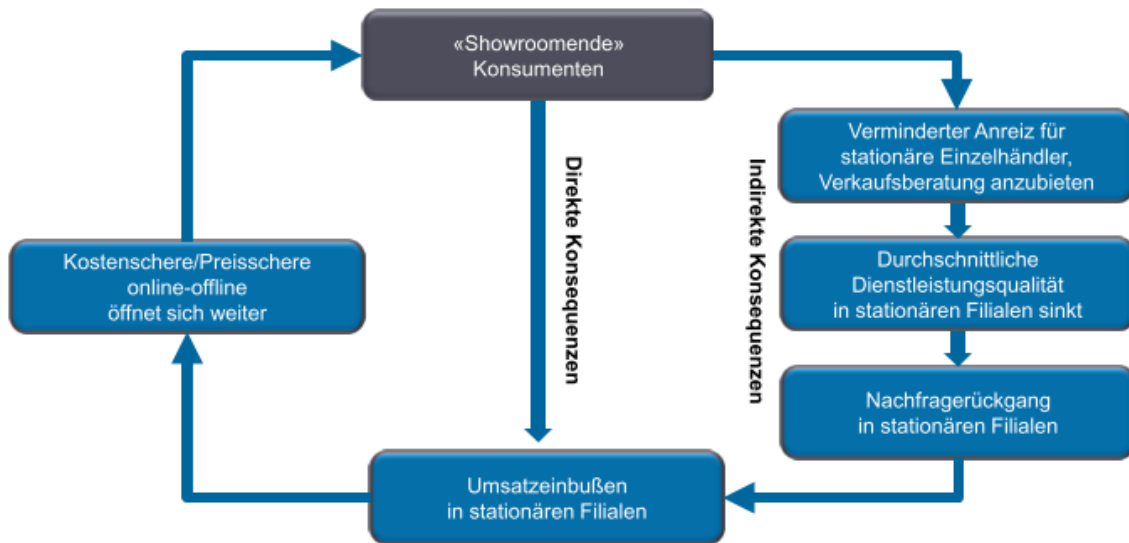 «Showroomende»
Konsumenten
Verminderter Anreiz für
stationäre Einzelhändler,
Verkaufsberatung anzubieten
Direkte Konsequenzen
Indirekte Konsequenzen
Kostenschere/Preisschere
online-offline
öffnet sich weiter
Durchschnittliche
Dienstleistungsqualität
in stationären Filialen sinkt
Nachfragerückgang
in stationären Filialen
Umsatzeinbußen
in stationären Filialen